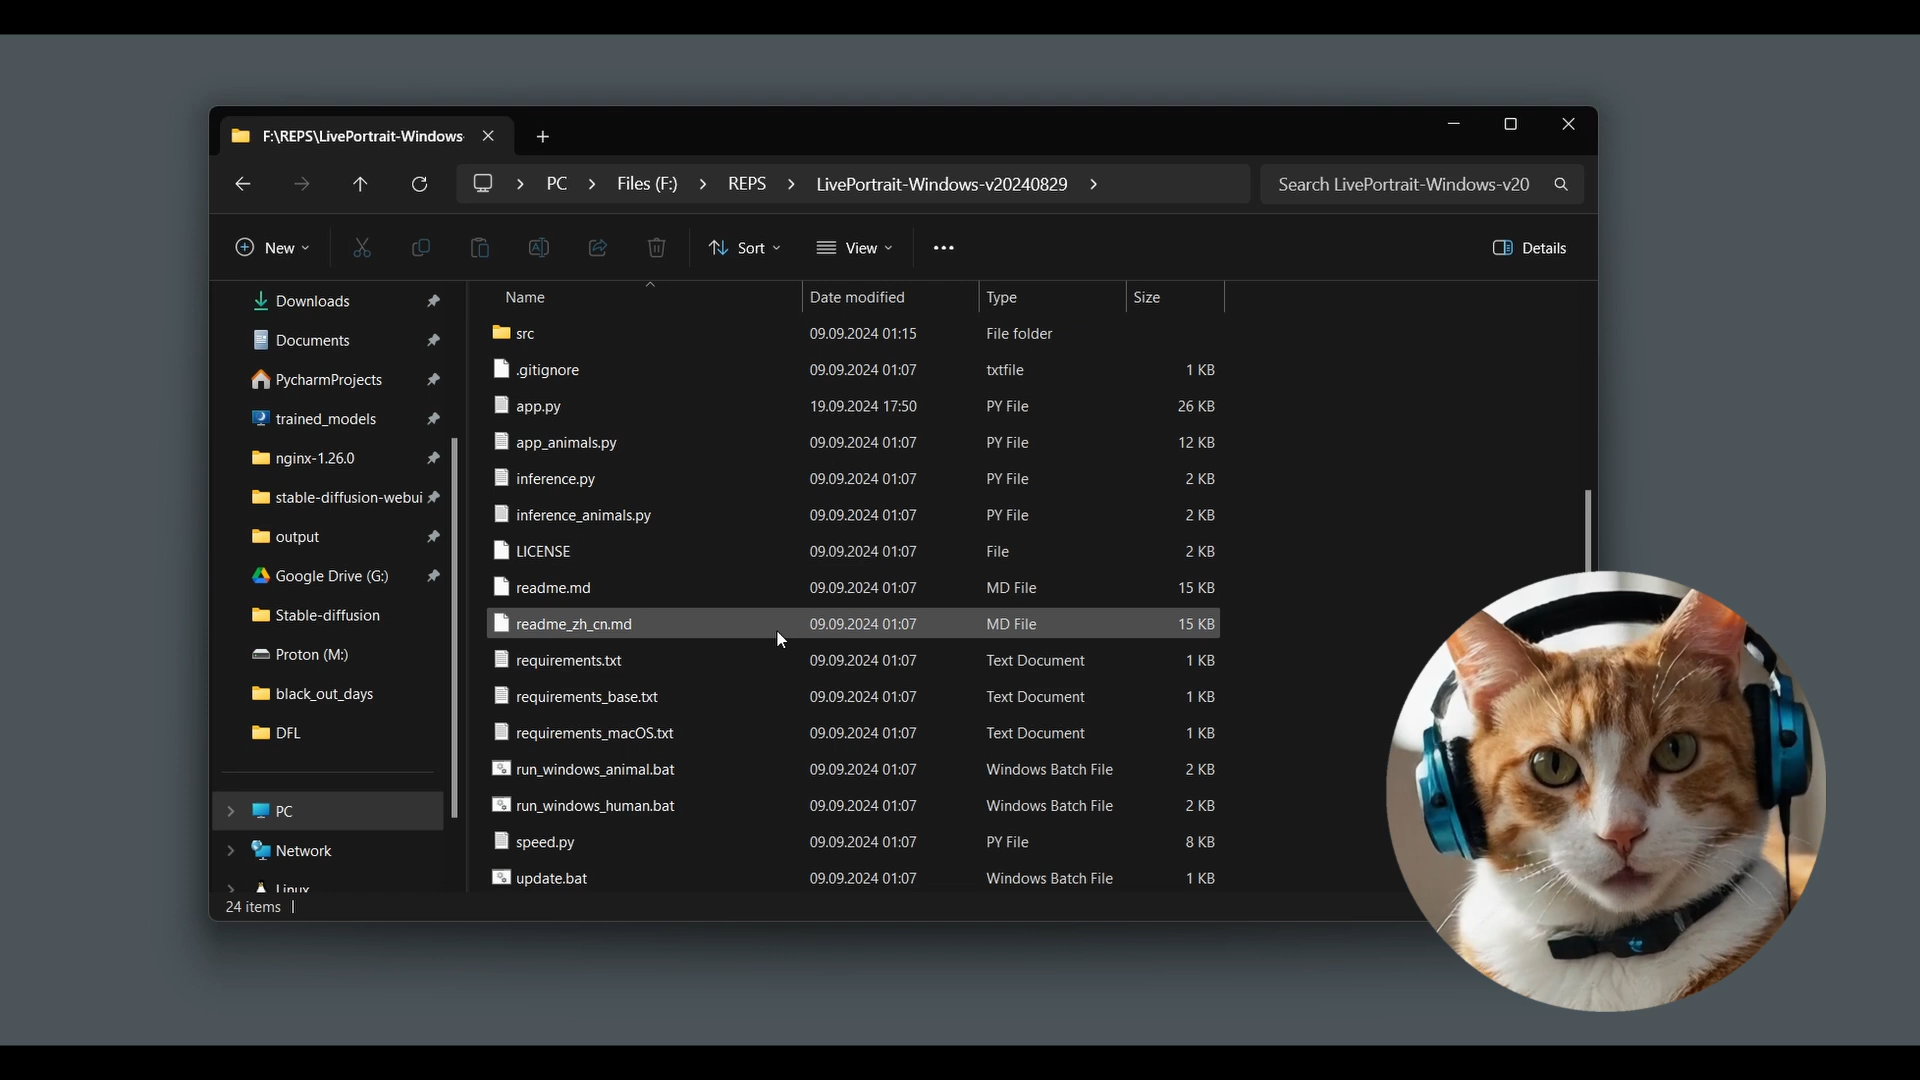 F:\REPS\LivePortrait-Windows-
PC > Files (F:) > REPS > LivePortrait-Windows-v20240829 >
Search LivePortrait-Windows-v20
New
Sort
View
Details
Downloads
Documents
PycharmProjects
trained_models
nginx-1.26.0
stable-diffusion-webui
output
Google Drive (G:)
Stable-diffusion
Proton (M:)
black_out_days
DFL
PC
Network
Linux
Name Date modified Type Size
src 09.09.2024 01:15 File folder
.gitignore 09.09.2024 01:07 txtfile 1 KB
app.py 19.09.2024 17:50 PY File 26 KB
app_animals.py 09.09.2024 01:07 PY File 12 KB
inference.py 09.09.2024 01:07 PY File 2 KB
inference_animals.py 09.09.2024 01:07 PY File 2 KB
LICENSE 09.09.2024 01:07 File 2 KB
readme.md 09.09.2024 01:07 MD File 15 KB
readme_zh_cn.md 09.09.2024 01:07 MD File 15 KB
requirements.txt 09.09.2024 01:07 Text Document 1 KB
requirements_base.txt 09.09.2024 01:07 Text Document 1 KB
requirements_macOS.txt 09.09.2024 01:07 Text Document 1 KB
run_windows_animal.bat 09.09.2024 01:07 Windows Batch File 2 KB
run_windows_human.bat 09.09.2024 01:07 Windows Batch File 2 KB
speed.py 09.09.2024 01:07 PY File 8 KB
update.bat 09.09.2024 01:07 Windows Batch File 1 KB
24 items